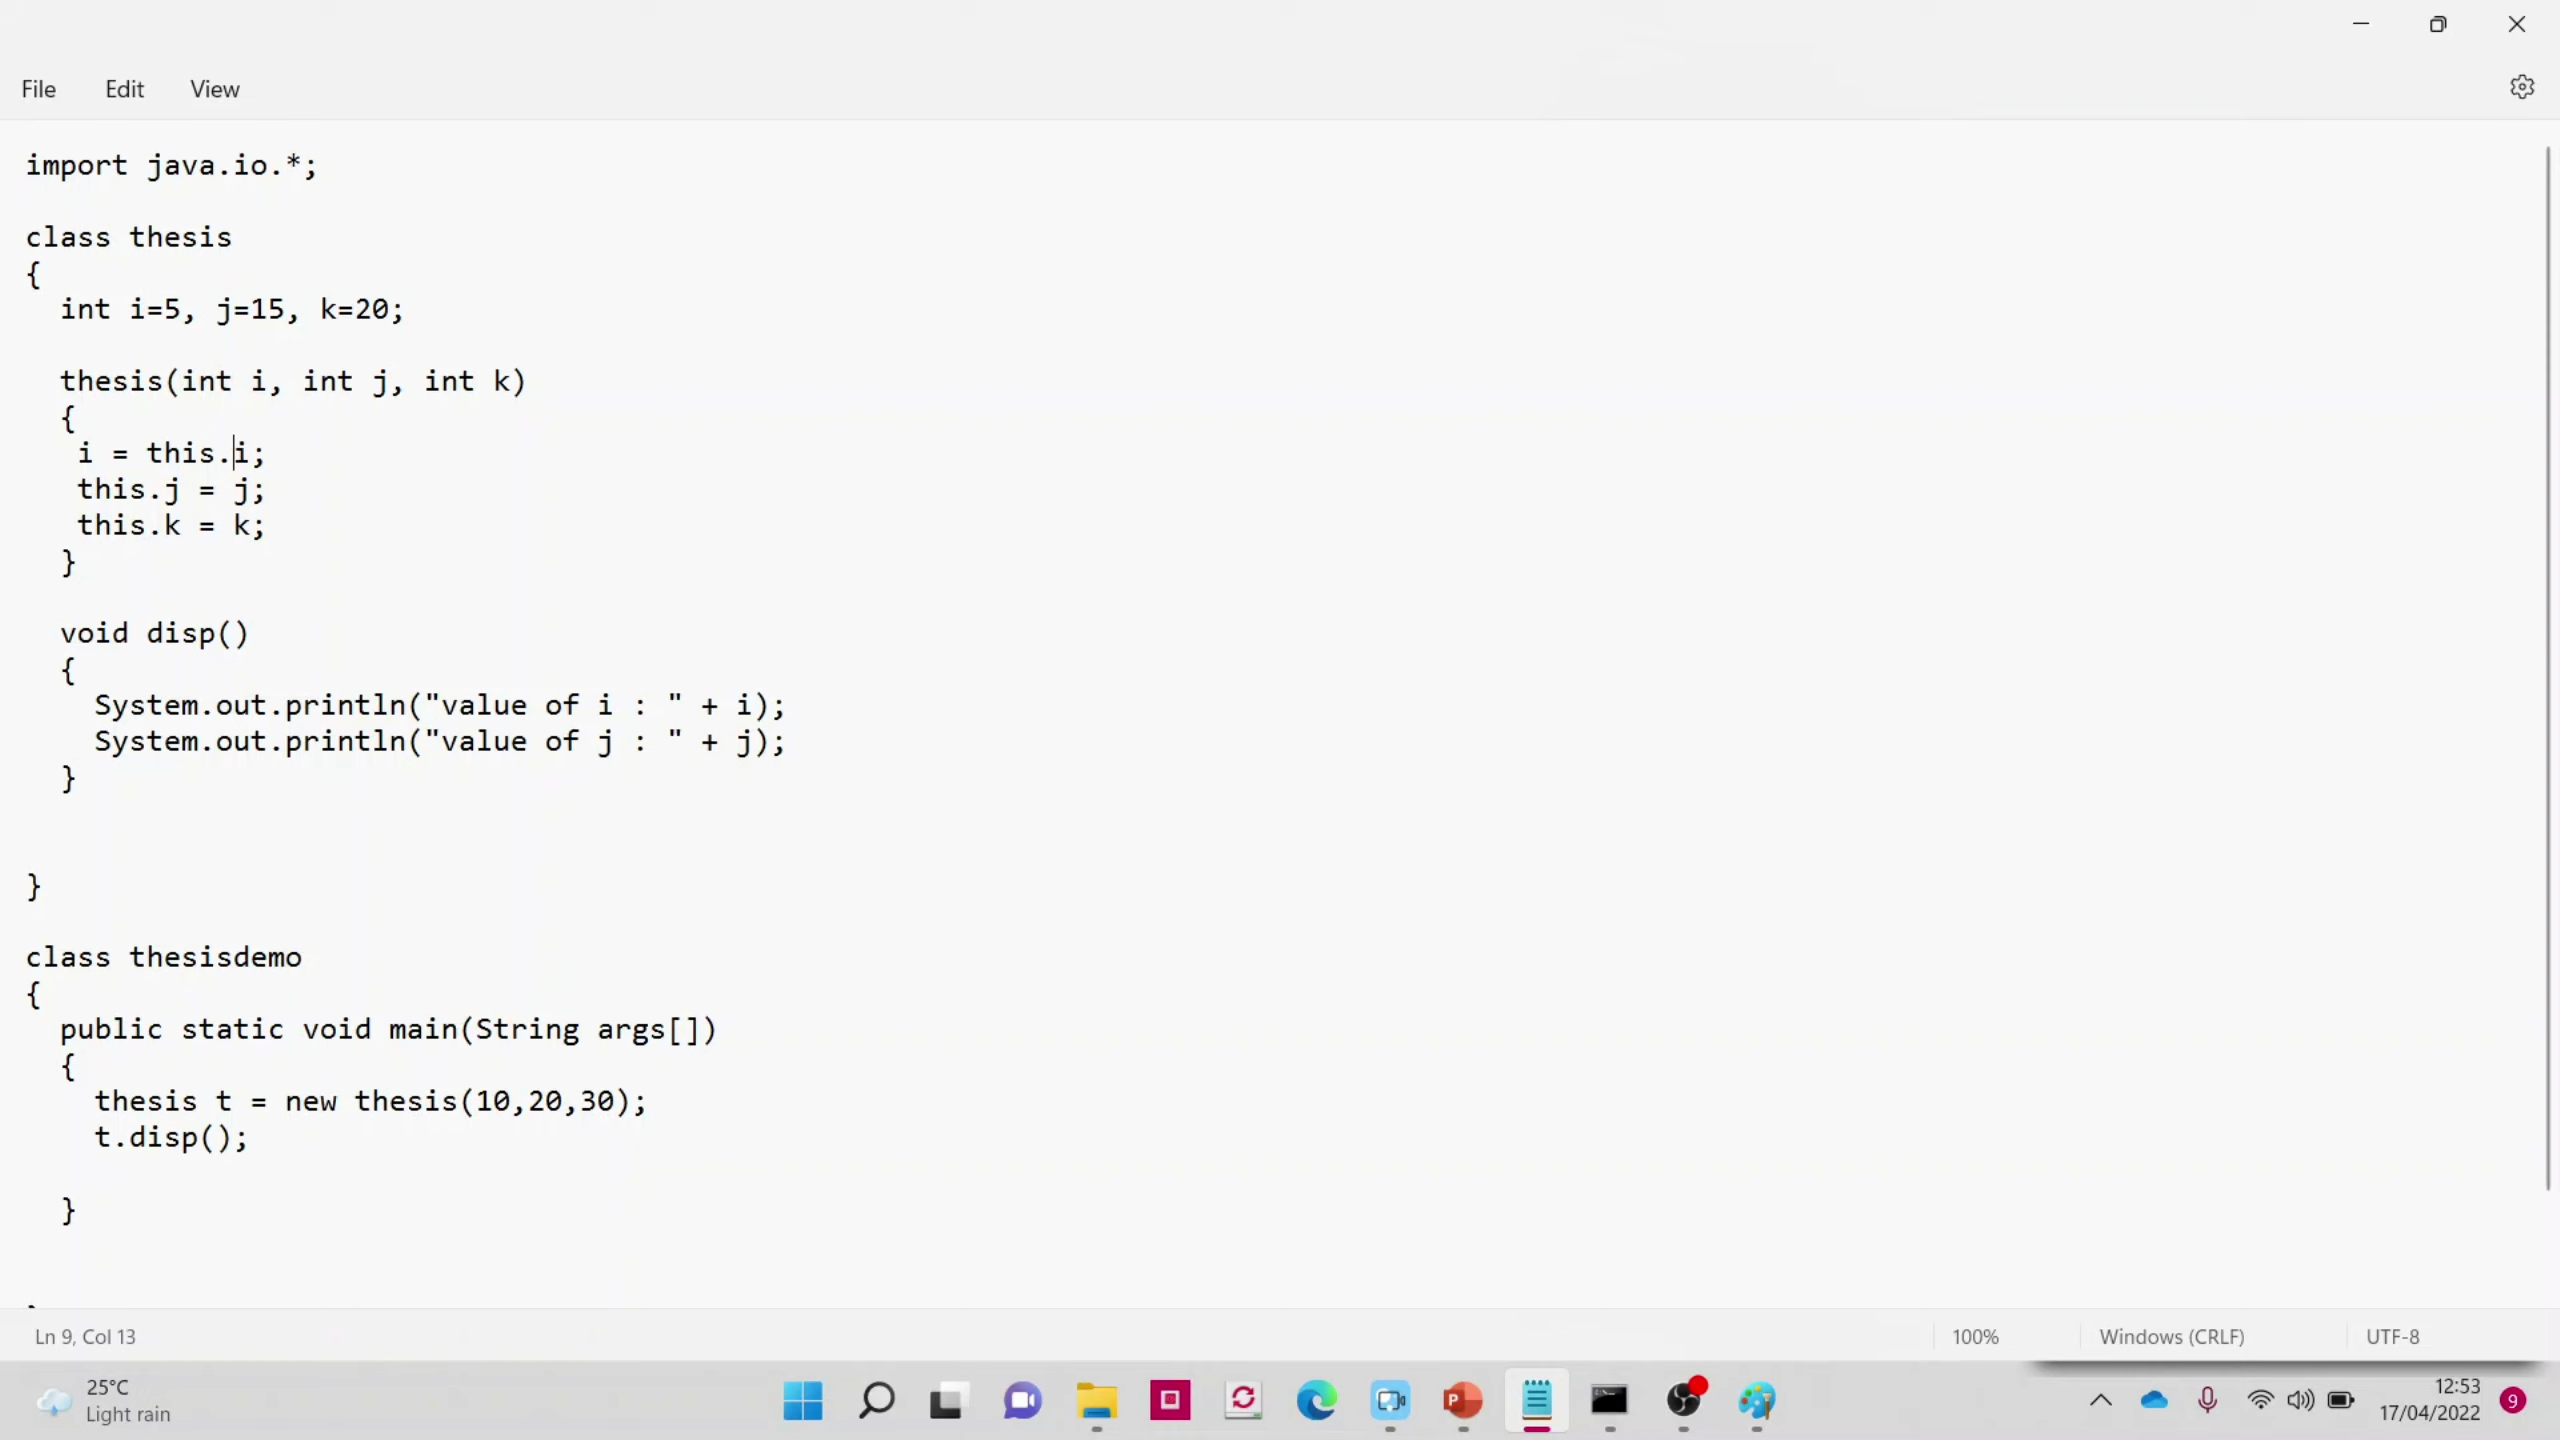 File Edit View
import java.io.*;
class thesis
{
int i=5, j=15, k=20;
thesis(int i, int j, int k)
{
i = this.i;
this.j = j;
this.k = k;
}
void disp()
{
System.out.println("value of i : " + i);
System.out.println("value of j : " + j);
}
}
class thesisdemo
{
public static void main(String args[])
{
thesis t = new thesis(10,20,30);
t.disp();
}
Ln 9, Col 13 100% Windows (CRLF) UTF-8
25°C
Light rain
P
12:53
17/04/2022
9